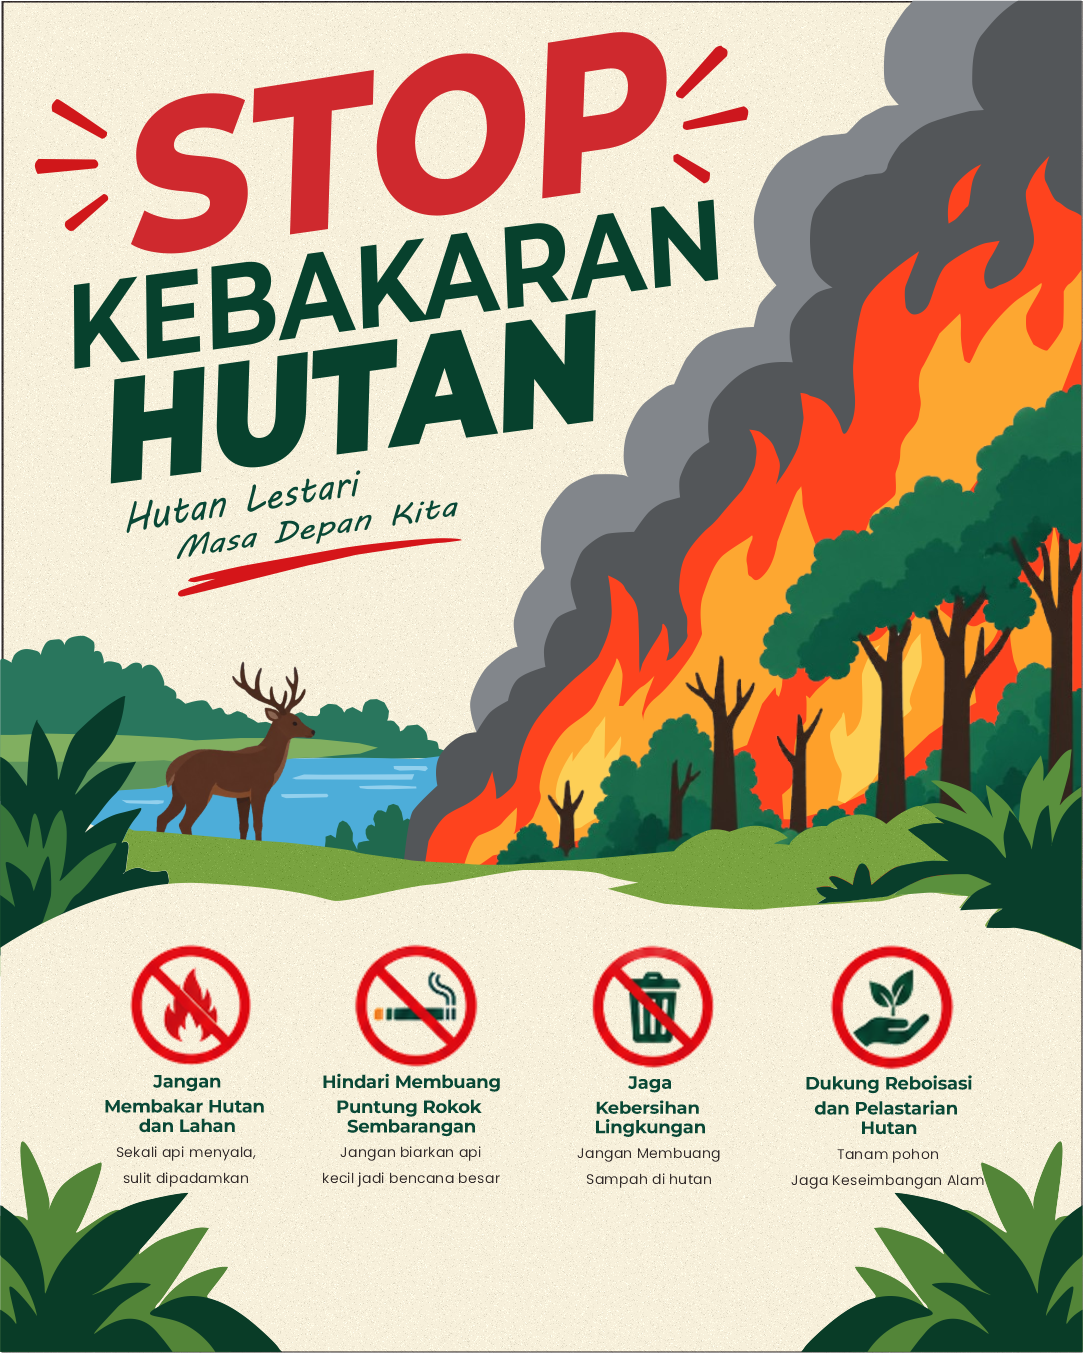 STOP
KEBAKARAN
HUTAN
Hutan Lestari
Masa Depan Kita
Jangan
Membakar Hutan
dan Lahan
Sekali api menyala,
sulit dipadamkan
Hindari Membuang
Puntung Rokok
Sembarangan
Jangan biarkan api
kecil jadi bencana besar
Jaga
Kebersihan
Lingkungan
Jangan Membuang
Sampah di hutan
Dukung Reboisasi
dan Pelastarian
Hutan
Tanam pohon
Jaga Keseimbangan Alam